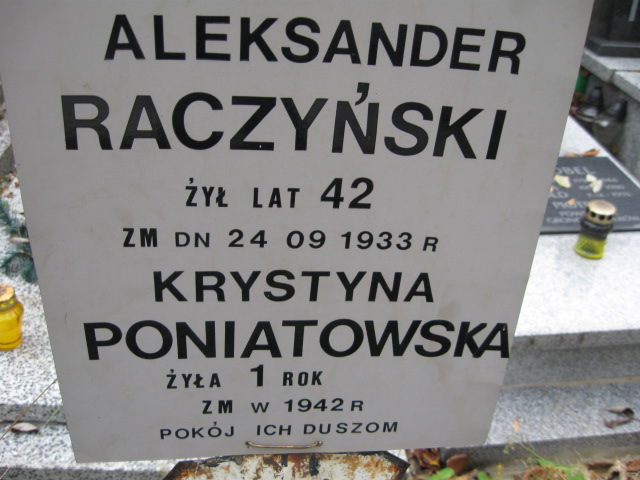 ALEKSANDER
RACZYŃSKI
ŻYŁ LAT 42
ZM DN 24 09 1933 R
KRYSTYNA
PONIATOWSKA
ŻYŁA 1 ROK
ZM W 1942 R
POKÓJ ICH DUSZOM